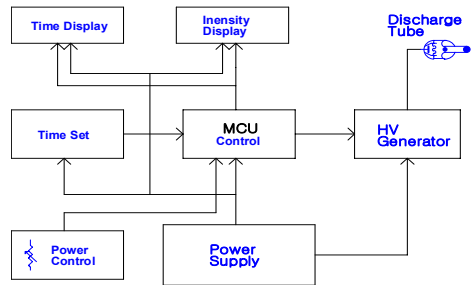 Time Display
Inensity
Display
Discharge
Tube
Time Set
MCU
Control
HV
Generator
Power
Control
Power
Supply